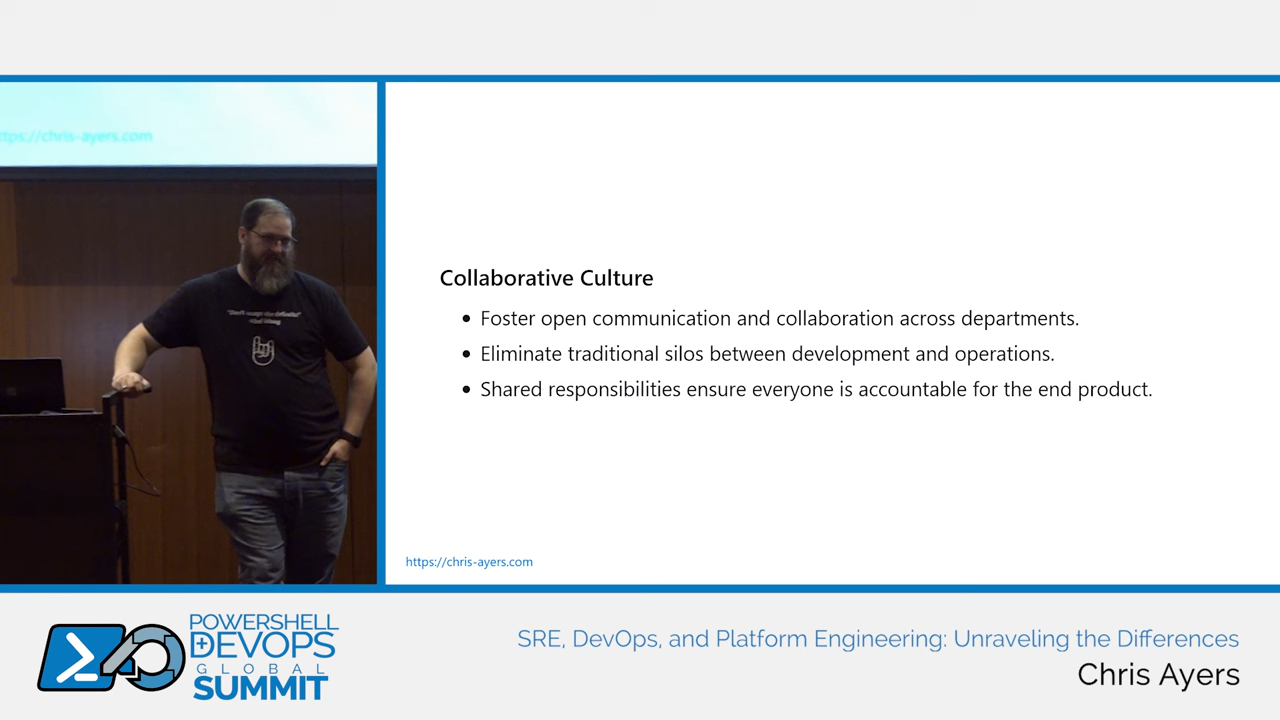 https://chris-ayers.com
Collaborative Culture
• Foster open communication and collaboration across departments.
• Eliminate traditional silos between development and operations.
• Shared responsibilities ensure everyone is accountable for the end product.
https://chris-ayers.com
POWERSHELL
+ DEVOPS
GLOBAL
SUMMIT
SRE, DevOps, and Platform Engineering: Unraveling the Differences
Chris Ayers